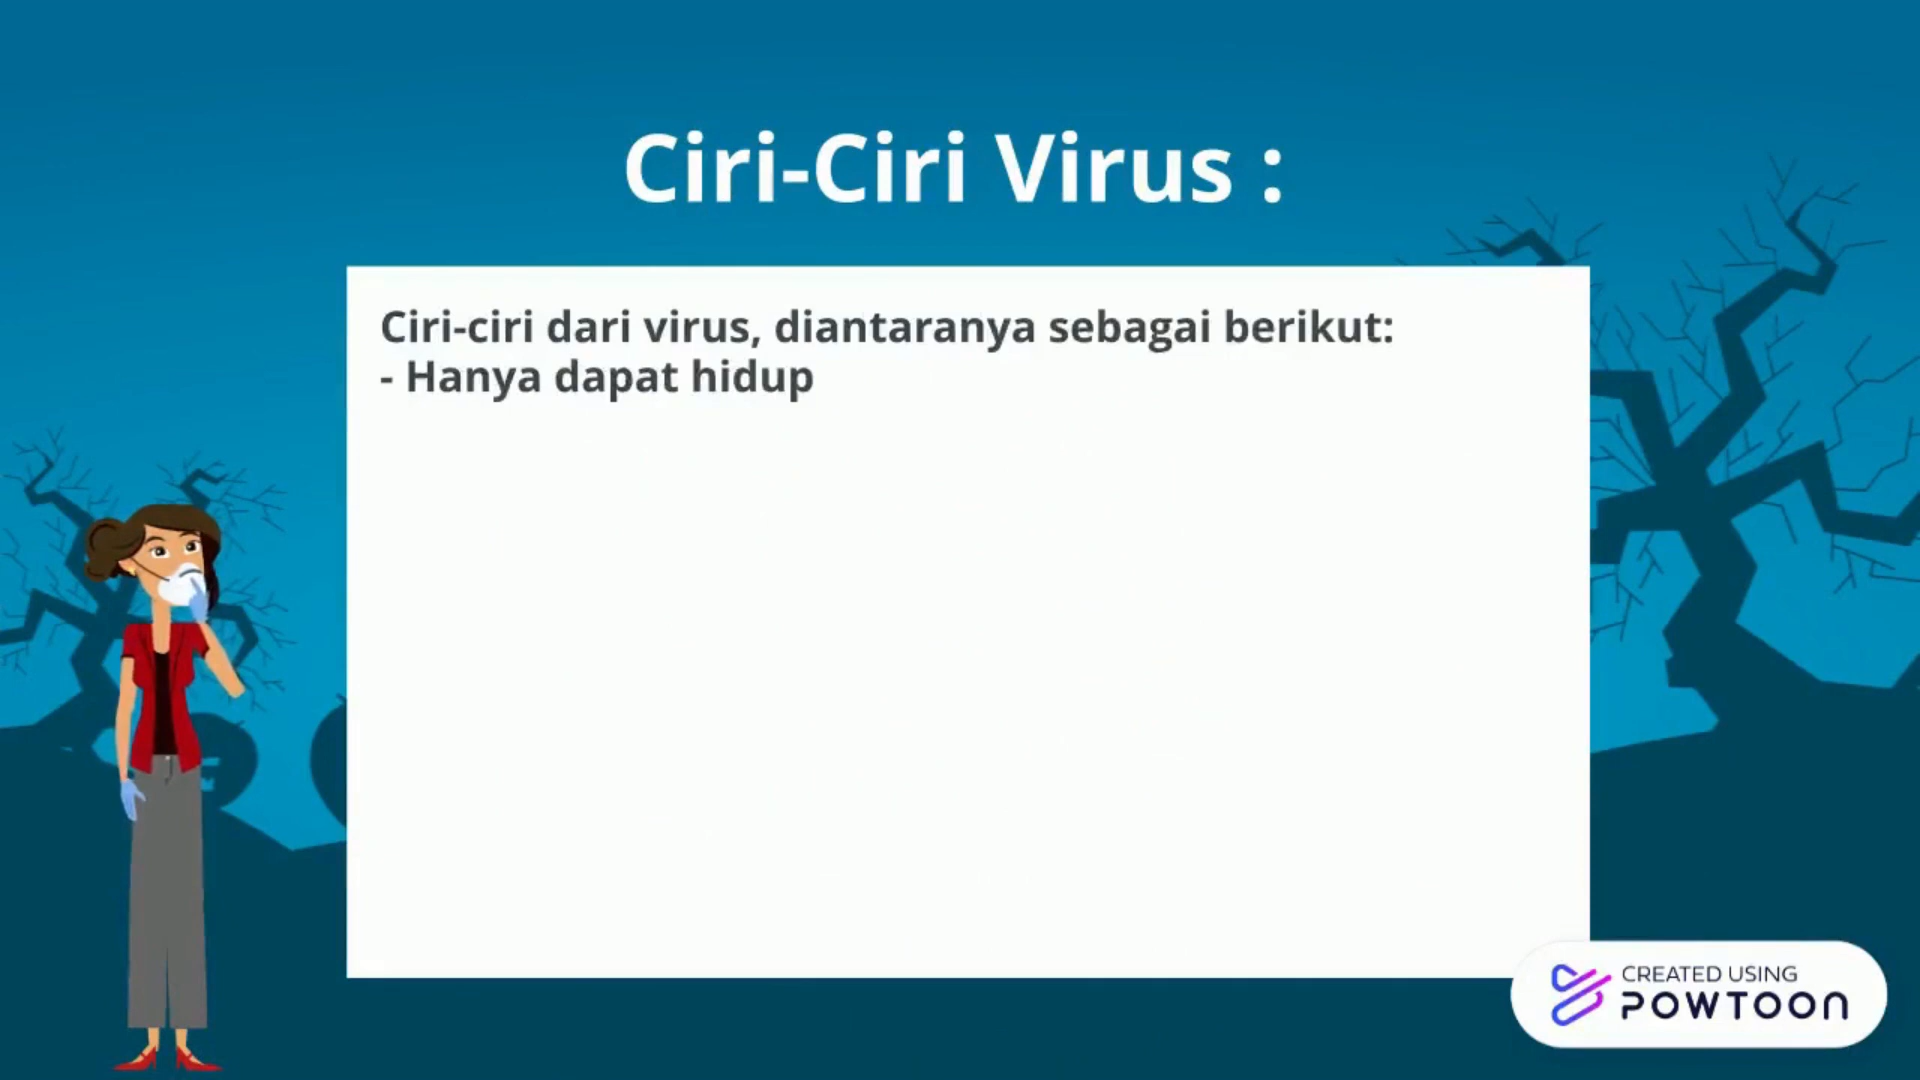 Ciri-Ciri Virus :
Ciri-ciri dari virus, diantaranya sebagai berikut:
- Hanya dapat hidup
CREATED USING
POWTOON